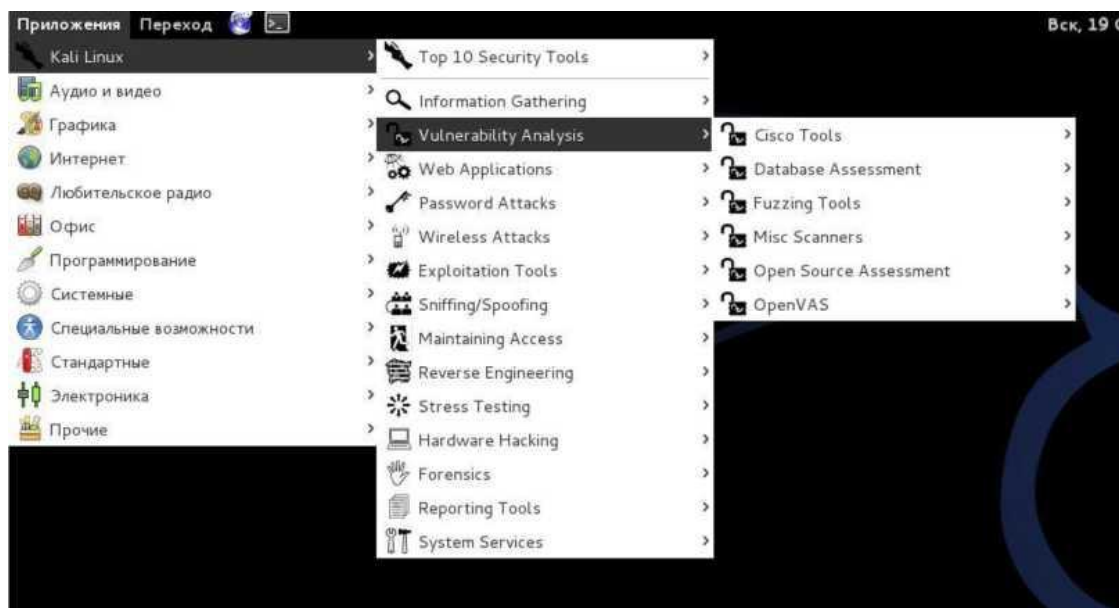 Приложения Переход Вск, 19
Kali Linux
Аудио и видео
Графика
Интернет
Любительское радио
Офис
Программирование
Системные
Специальные возможности
Стандартные
Электроника
Прочие
Top 10 Security Tools
Information Gathering
Vulnerability Analysis
Web Applications
Password Attacks
Wireless Attacks
Exploitation Tools
Sniffing/Spoofing
Maintaining Access
Reverse Engineering
Stress Testing
Hardware Hacking
Forensics
Reporting Tools
System Services
Cisco Tools
Database Assessment
Fuzzing Tools
Misc Scanners
Open Source Assessment
OpenVAS